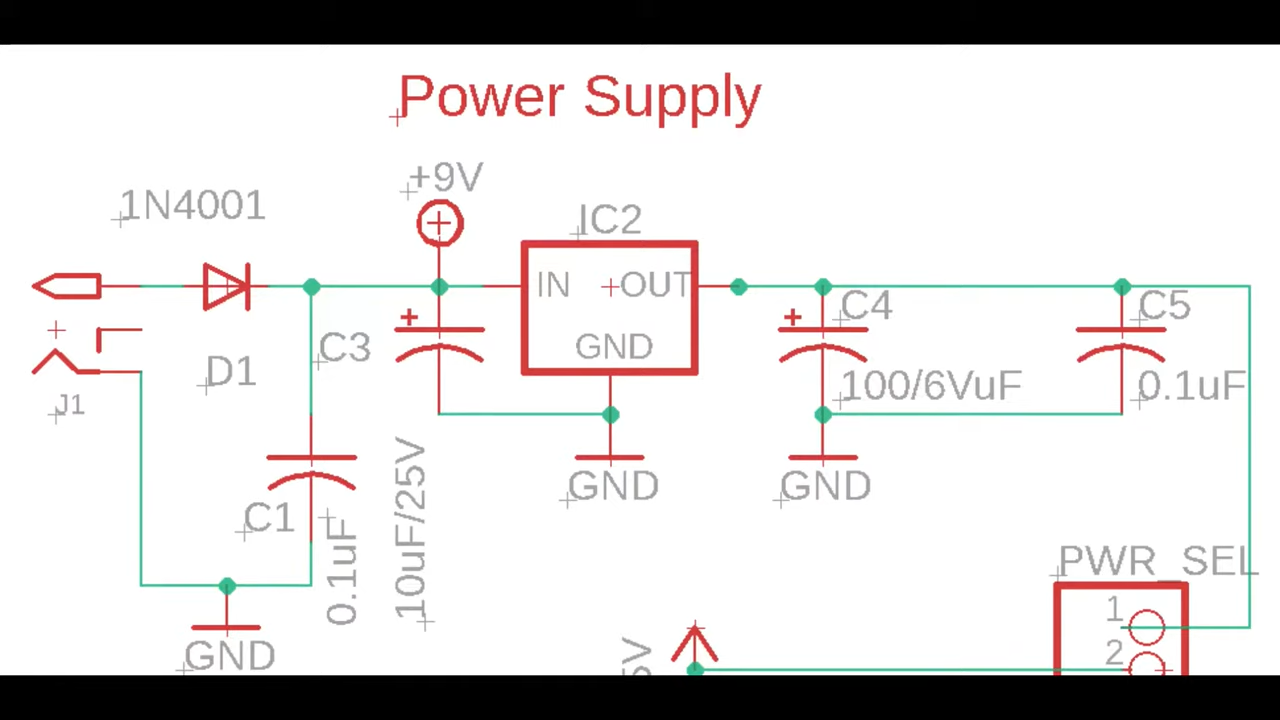 Power Supply
+9V
1N4001
IC2
IN
OUT
C4
C5
C3
GND
D1
100/6VuF
0.1uF
J1
GND
GND
C1
0.1uF
10uF/25V
PWR_SEL
1
GND
2
5V